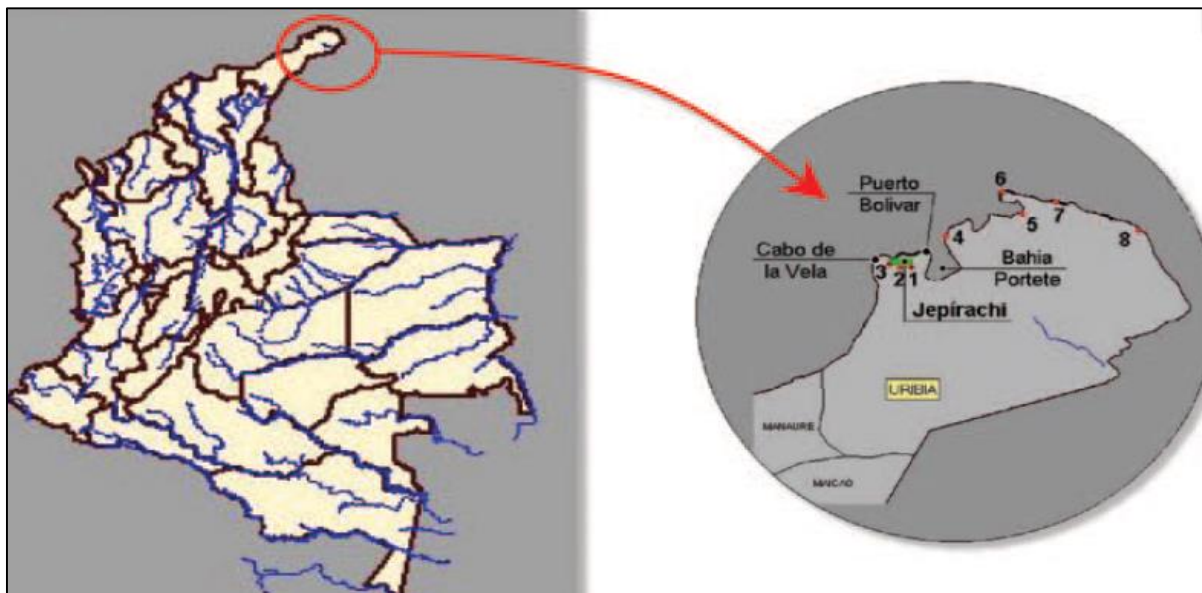 6
Puerto
Bolivar
7
5
4
8
Cabo de
la Vela
3
2
1
Bahia
Portete
Jepírachi
URIBIA
MANAURE
MAICAO